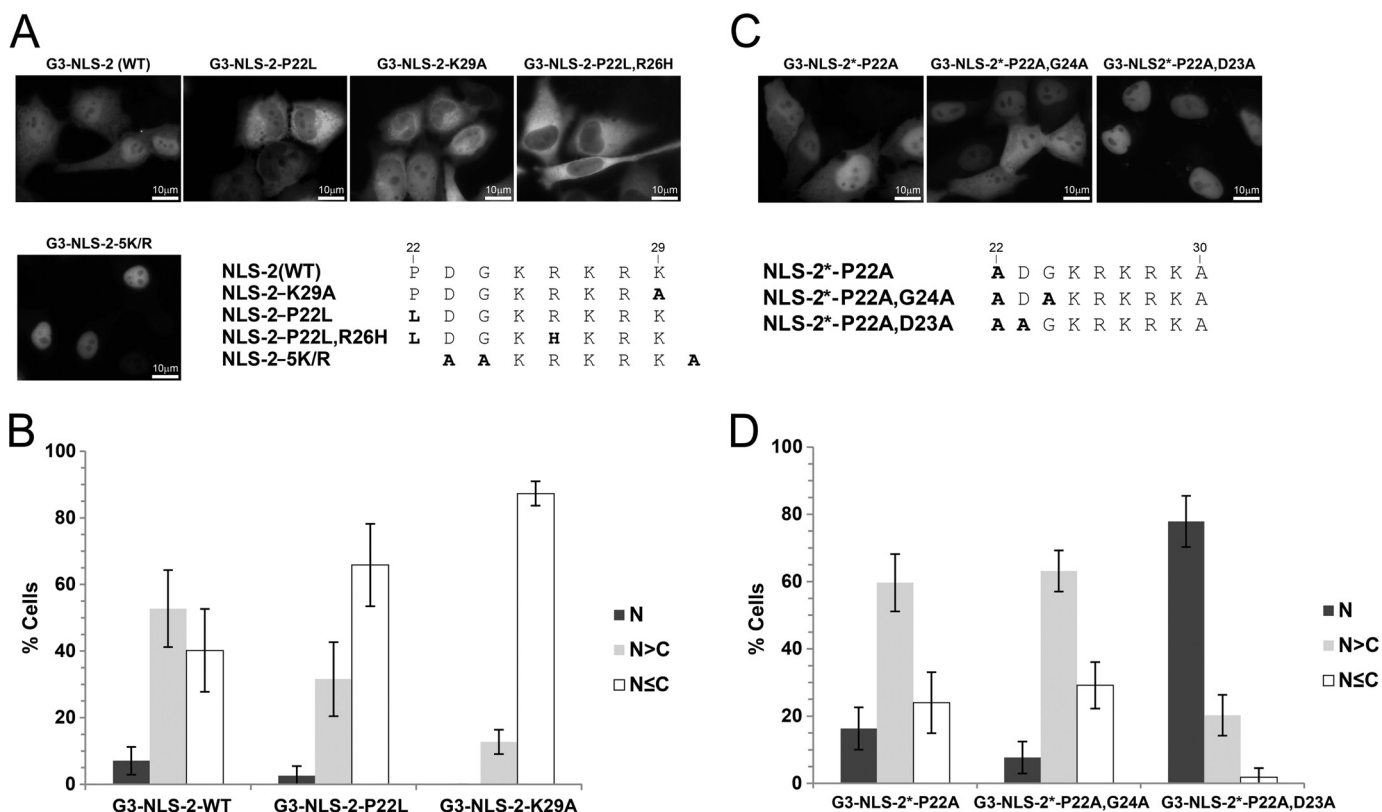 A
G3-NLS-2 (WT)
G3-NLS-2-P22L
G3-NLS-2-K29A
G3-NLS-2-P22L,R26H
10μm
10μm
10μm
10μm
G3-NLS-2-5K/R
10μm
22 29
NLS-2(WT) P D G K R K R K
NLS-2-K29A P D G K R K R A
NLS-2-P22L L D G K R K R K
NLS-2-P22L,R26H L D G K H K R K
NLS-2-5K/R A A K R K R K A
B
% Cells
100
80
60
40
20
0
G3-NLS-2-WT
G3-NLS-2-P22L
G3-NLS-2-K29A
N
N>C
N≤C
C
G3-NLS-2*-P22A
G3-NLS-2*-P22A,G24A
G3-NLS2*-P22A,D23A
10μm
10μm
10μm
22 30
NLS-2*-P22A A D G K R K R K A
NLS-2*-P22A,G24A A D A K R K R K A
NLS-2*-P22A,D23A A A G K R K R K A
D
% Cells
100
80
60
40
20
0
G3-NLS-2*-P22A
G3-NLS-2*-P22A,G24A
G3-NLS-2*-P22A,D23A
N
N>C
N≤C